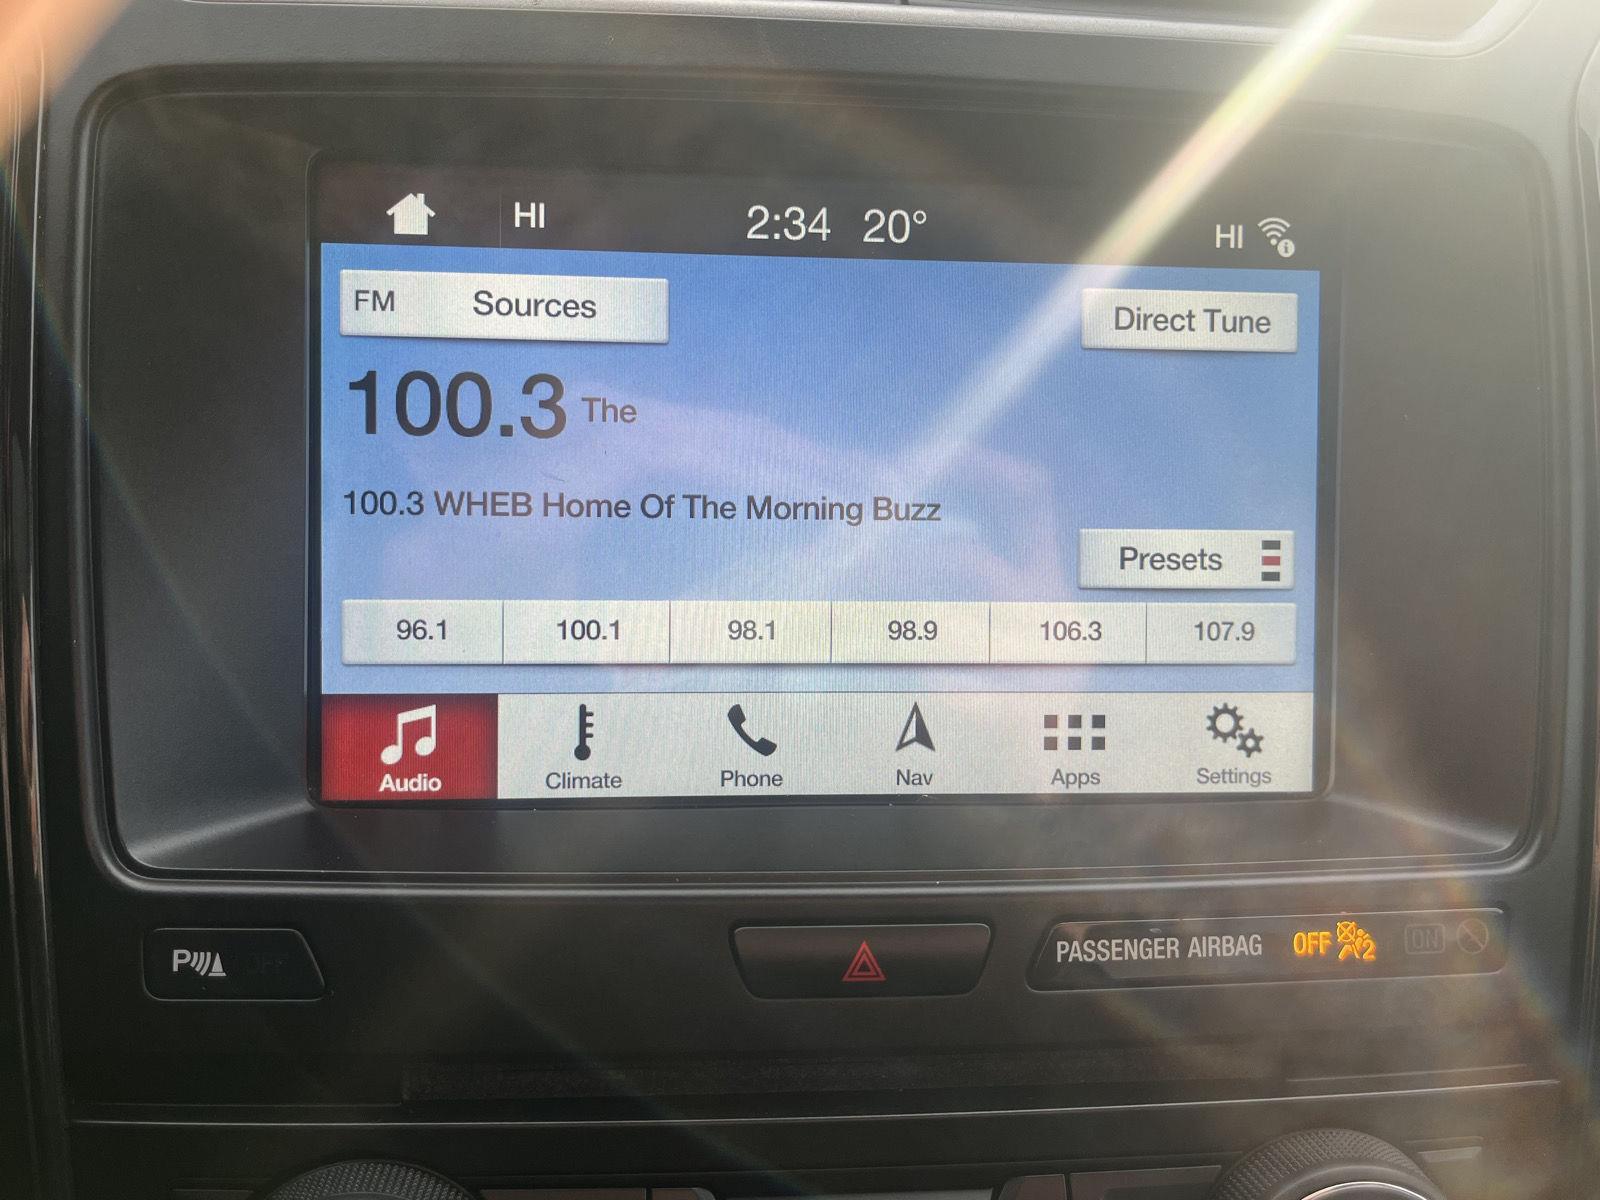 HI 2:34 20° HI
FM Sources Direct Tune
100.3 The
100.3 WHEB Home Of The Morning Buzz
Presets
96.1 100.1 98.1 98.9 106.3 107.9
Audio Climate Phone Nav Apps Settings
P OFF PASSENGER AIRBAG OFF 2 ON